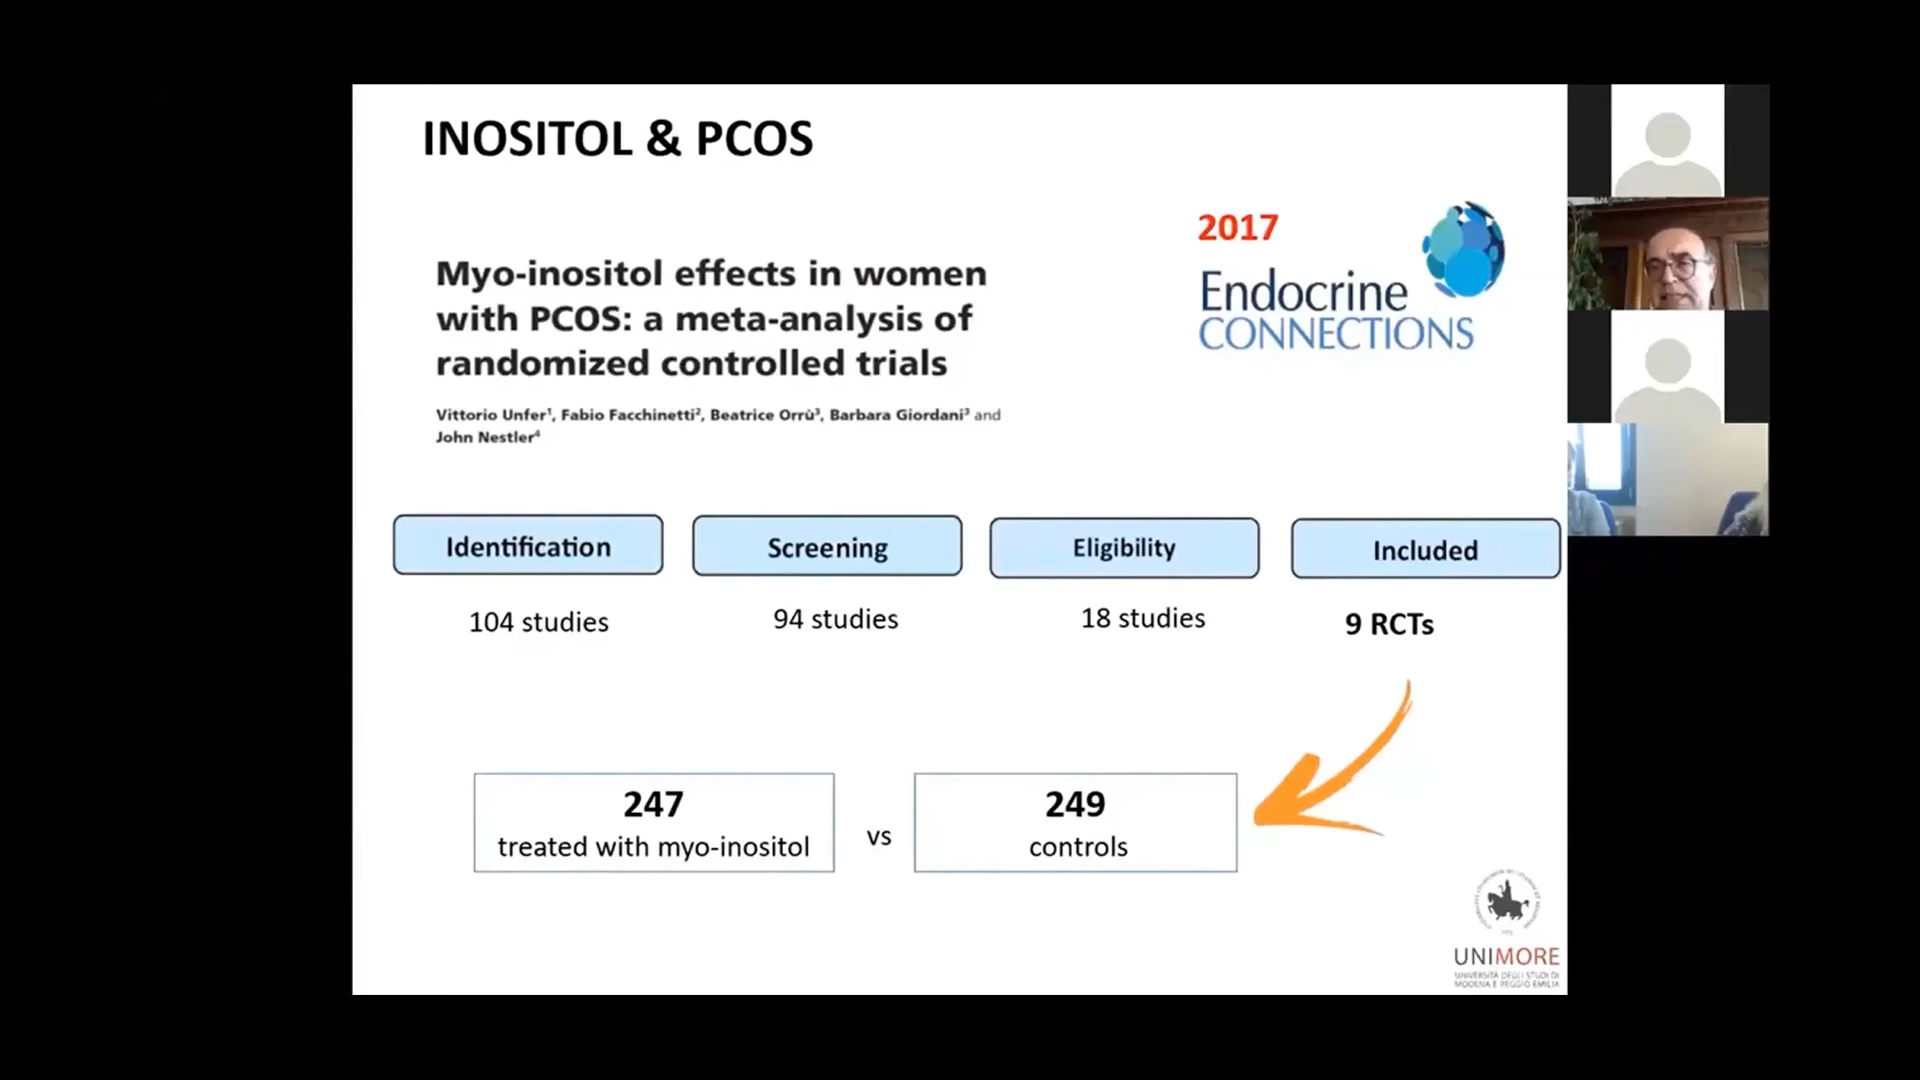 INOSITOL & PCOS
2017
Endocrine
CONNECTIONS
Myo-inositol effects in women
with PCOS: a meta-analysis of
randomized controlled trials
Vittorio Unfer¹, Fabio Facchinetti², Beatrice Orrù³, Barbara Giordani³ and
John Nestler⁴
Identification
Screening
Eligibility
Included
104 studies
94 studies
18 studies
9 RCTs
247
treated with myo-inositol
vs
249
controls
UNIMORE
UNIVERSITÀ DEGLI STUDI DI
MODENA E REGGIO EMILIA